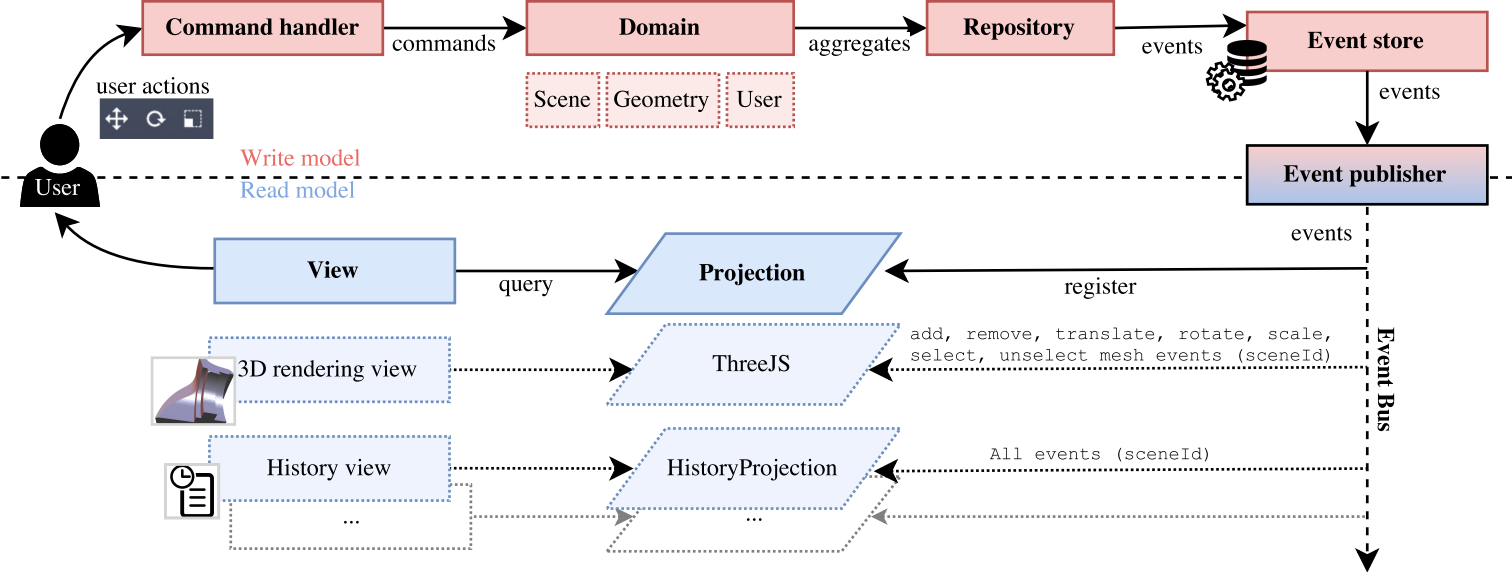 Command handler
commands
Domain
aggregates
Repository
events
Event store
user actions
Scene
Geometry
User
events
Write model
User
Read model
Event publisher
events
View
query
Projection
register
3D rendering view
ThreeJS
add, remove, translate, rotate, scale,
select, unselect mesh events (sceneId)
Event Bus
History view
HistoryProjection
All events (sceneId)
...
...